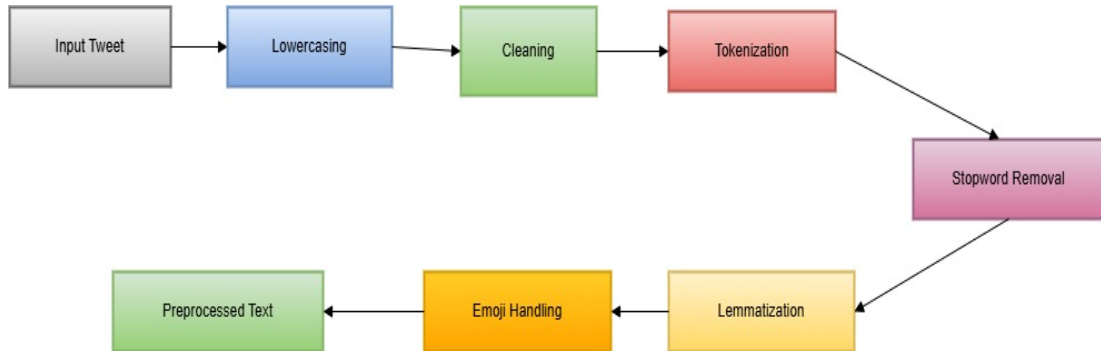 Input Tweet
Lowercasing
Cleaning
Tokenization
Stopword Removal
Lemmatization
Emoji Handling
Preprocessed Text